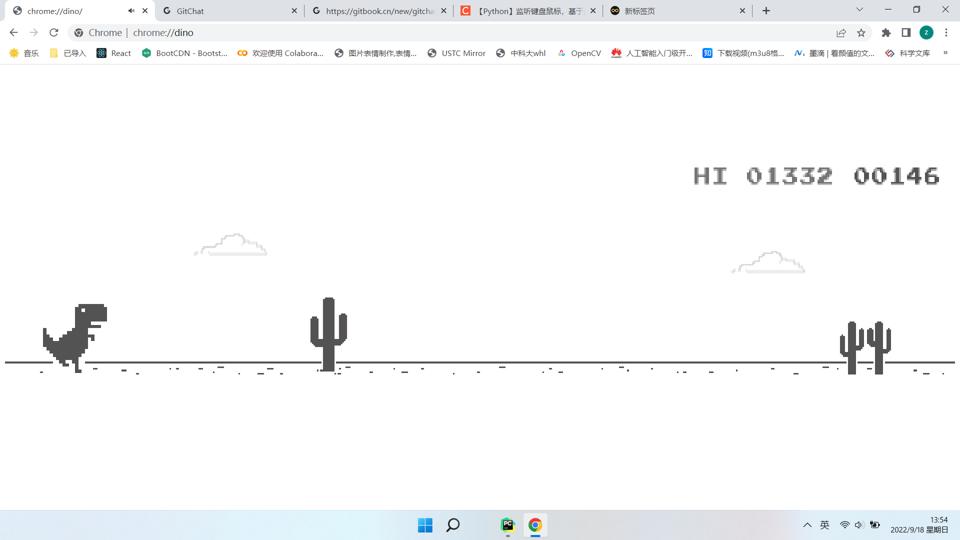 chrome://dino/
GitChat
https://gitbook.cn/new/gitcha
【Python】监听键盘鼠标，基于
新标签页
Chrome | chrome://dino
z
音乐
已导入
React
BootCDN - Bootst...
欢迎使用 Colabora...
图片表情制作,表情...
USTC Mirror
中科大whl
OpenCV
人工智能入门级开...
知 下载视频(m3u8格...
墨滴 | 看颜值的文...
科学文库
»
HI 01332 00146
PC
英
13:54
2022/9/18 星期日